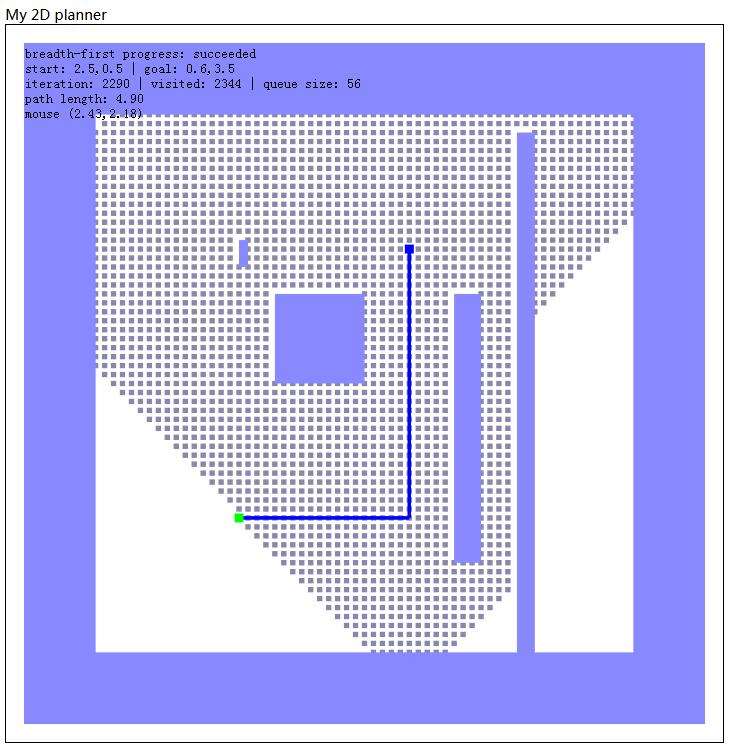 My 2D planner
breadth-first progress: succeeded
start: 2.5,0.5 | goal: 0.6,3.5
iteration: 2290 | visited: 2344 | queue size: 56
path length: 4.90
mouse (2.43,2.18)